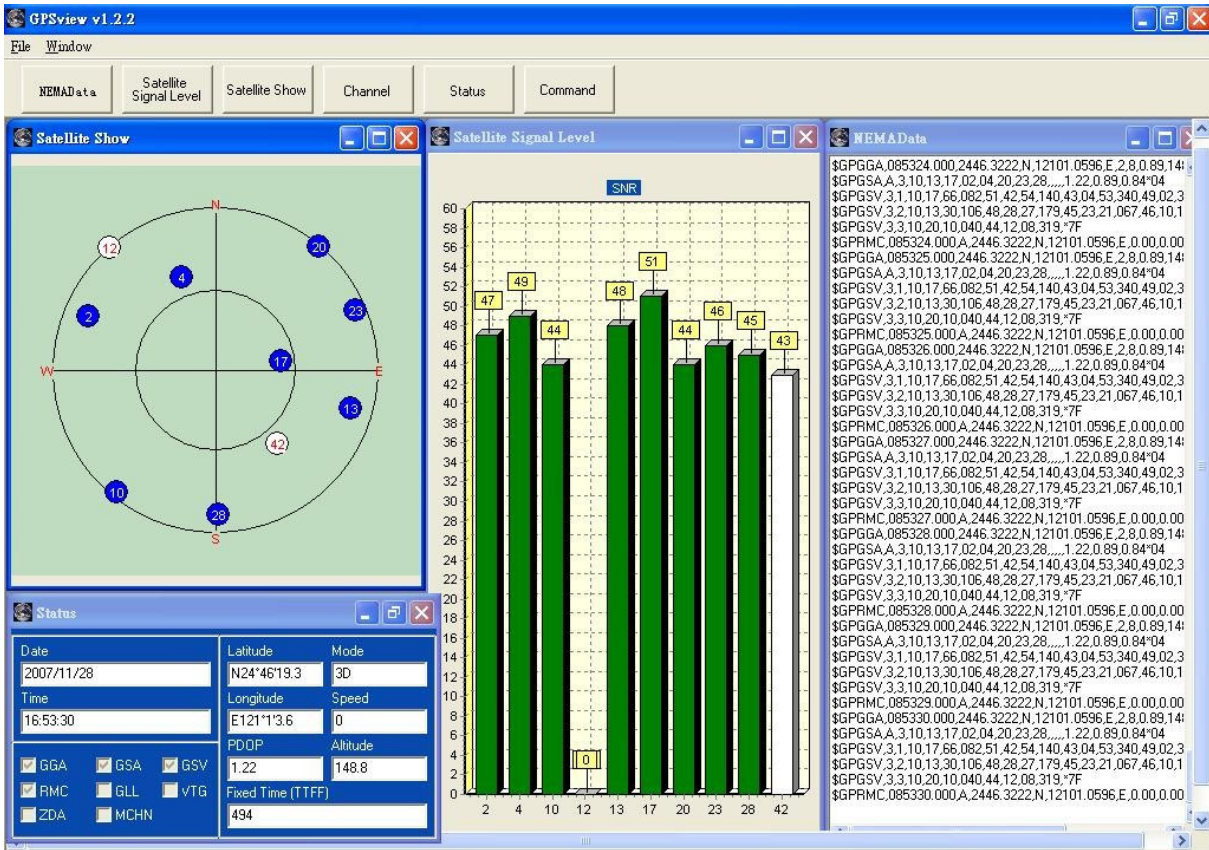 GPSview v1.2.2
File Window
NEMAData
Satellite Signal Level
Satellite Show
Channel
Status
Command
Satellite Show
N
12
20
4
2
23
17
W
E
13
42
10
28
S
Satellite Signal Level
SNR
60
58
56
54
52
50
48
46
44
42
40
38
36
34
32
30
28
26
24
22
20
18
16
14
12
10
8
6
4
2
0
47
49
44
0
48
51
44
46
45
43
2 4 10 12 13 17 20 23 28 42
NEMAData
$GPGGA,085324.000,2446.3222,N,12101.0596,E,2,8,0.89,148
$GPGSA,A,3,10,13,17,02,04,20,23,28,,,,,1.22,0.89,0.84*04
$GPGSV,3,1,10,17,66,082,51,42,54,140,43,04,53,340,49,02,3
$GPGSV,3,2,10,13,30,106,48,28,27,179,45,23,21,067,46,10,1
$GPGSV,3,3,10,20,10,040,44,12,08,319,*7F
$GPRMC,085324.000,A,2446.3222,N,12101.0596,E,0.00,0.00
$GPGGA,085325.000,2446.3222,N,12101.0596,E,2,8,0.89,148
$GPGSA,A,3,10,13,17,02,04,20,23,28,,,,,1.22,0.89,0.84*04
$GPGSV,3,1,10,17,66,082,51,42,54,140,43,04,53,340,49,02,3
$GPGSV,3,2,10,13,30,106,48,28,27,179,45,23,21,067,46,10,1
$GPGSV,3,3,10,20,10,040,44,12,08,319,*7F
$GPRMC,085325.000,A,2446.3222,N,12101.0596,E,0.00,0.00
$GPGGA,085326.000,2446.3222,N,12101.0596,E,2,8,0.89,148
$GPGSA,A,3,10,13,17,02,04,20,23,28,,,,,1.22,0.89,0.84*04
$GPGSV,3,1,10,17,66,082,51,42,54,140,43,04,53,340,49,02,3
$GPGSV,3,2,10,13,30,106,48,28,27,179,45,23,21,067,46,10,1
$GPGSV,3,3,10,20,10,040,44,12,08,319,*7F
$GPRMC,085326.000,A,2446.3222,N,12101.0596,E,0.00,0.00
$GPGGA,085327.000,2446.3222,N,12101.0596,E,2,8,0.89,148
$GPGSA,A,3,10,13,17,02,04,20,23,28,,,,,1.22,0.89,0.84*04
$GPGSV,3,1,10,17,66,082,51,42,54,140,43,04,53,340,49,02,3
$GPGSV,3,2,10,13,30,106,48,28,27,179,45,23,21,067,46,10,1
$GPGSV,3,3,10,20,10,040,44,12,08,319,*7F
$GPRMC,085327.000,A,2446.3222,N,12101.0596,E,0.00,0.00
$GPGGA,085328.000,2446.3222,N,12101.0596,E,2,8,0.89,148
$GPGSA,A,3,10,13,17,02,04,20,23,28,,,,,1.22,0.89,0.84*04
$GPGSV,3,1,10,17,66,082,51,42,54,140,43,04,53,340,49,02,3
$GPGSV,3,2,10,13,30,106,48,28,27,179,45,23,21,067,46,10,1
$GPGSV,3,3,10,20,10,040,44,12,08,319,*7F
$GPRMC,085328.000,A,2446.3222,N,12101.0596,E,0.00,0.00
$GPGGA,085329.000,2446.3222,N,12101.0596,E,2,8,0.89,148
$GPGSA,A,3,10,13,17,02,04,20,23,28,,,,,1.22,0.89,0.84*04
$GPGSV,3,1,10,17,66,082,51,42,54,140,43,04,53,340,49,02,3
$GPGSV,3,2,10,13,30,106,48,28,27,179,45,23,21,067,46,10,1
$GPGSV,3,3,10,20,10,040,44,12,08,319,*7F
$GPRMC,085329.000,A,2446.3222,N,12101.0596,E,0.00,0.00
$GPGGA,085330.000,2446.3222,N,12101.0596,E,2,8,0.89,148
$GPGSA,A,3,10,13,17,02,04,20,23,28,,,,,1.22,0.89,0.84*04
$GPGSV,3,1,10,17,66,082,51,42,54,140,43,04,53,340,49,02,3
$GPGSV,3,2,10,13,30,106,48,28,27,179,45,23,21,067,46,10,1
$GPGSV,3,3,10,20,10,040,44,12,08,319,*7F
$GPRMC,085330.000,A,2446.3222,N,12101.0596,E,0.00,0.00
Status
Date
2007/11/28
Time
16:53:30
GGA GSA GSV
RMC GLL VTG
ZDA MCHN
Latitude Mode
N24*46'19.3 3D
Longitude Speed
E121*1'3.6 0
PDOP Altitude
1.22 148.8
Fixed Time (TTFF)
494